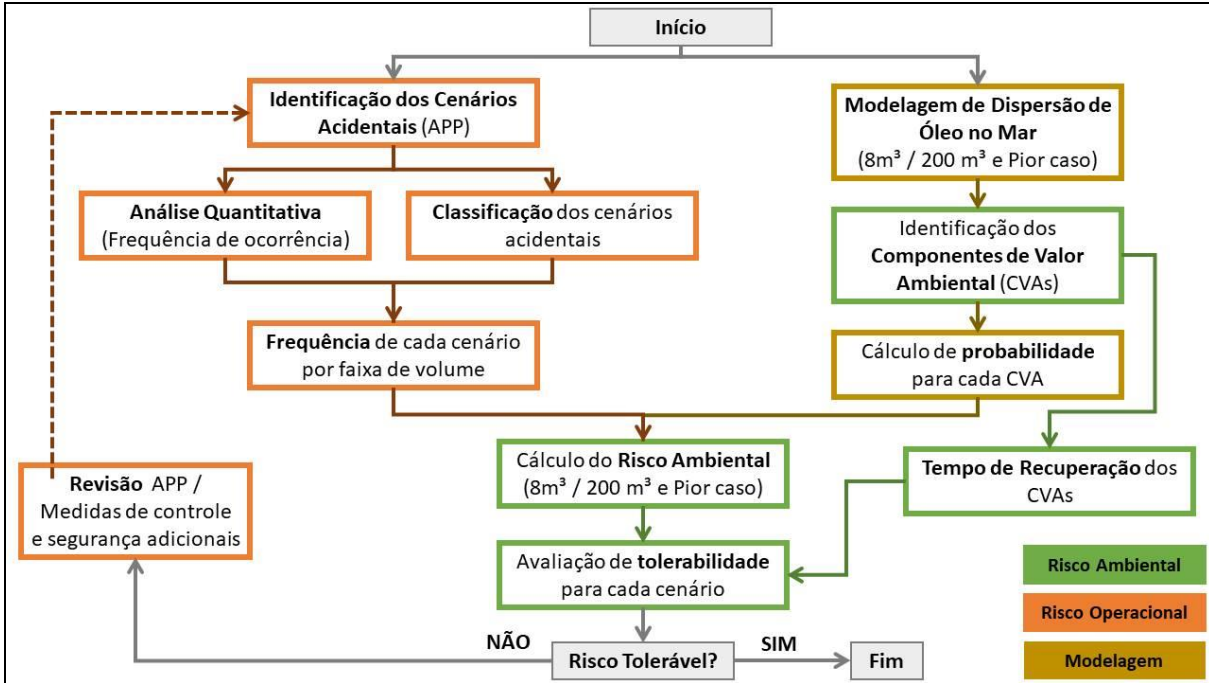 Início
Identificação dos Cenários
Acidentais (APP)
Modelagem de Dispersão de
Óleo no Mar
(8m³ / 200 m³ e Pior caso)
Análise Quantitativa
(Frequência de ocorrência)
Classificação dos cenários
acidentais
Identificação dos
Componentes de Valor
Ambiental (CVAs)
Frequência de cada cenário
por faixa de volume
Cálculo de probabilidade
para cada CVA
Cálculo do Risco Ambiental
(8m³ / 200 m³ e Pior caso)
Tempo de Recuperação dos
CVAs
Revisão APP /
Medidas de controle
e segurança adicionais
Avaliação de tolerabilidade
para cada cenário
NÃO
Risco Tolerável?
SIM
Fim
Risco Ambiental
Risco Operacional
Modelagem